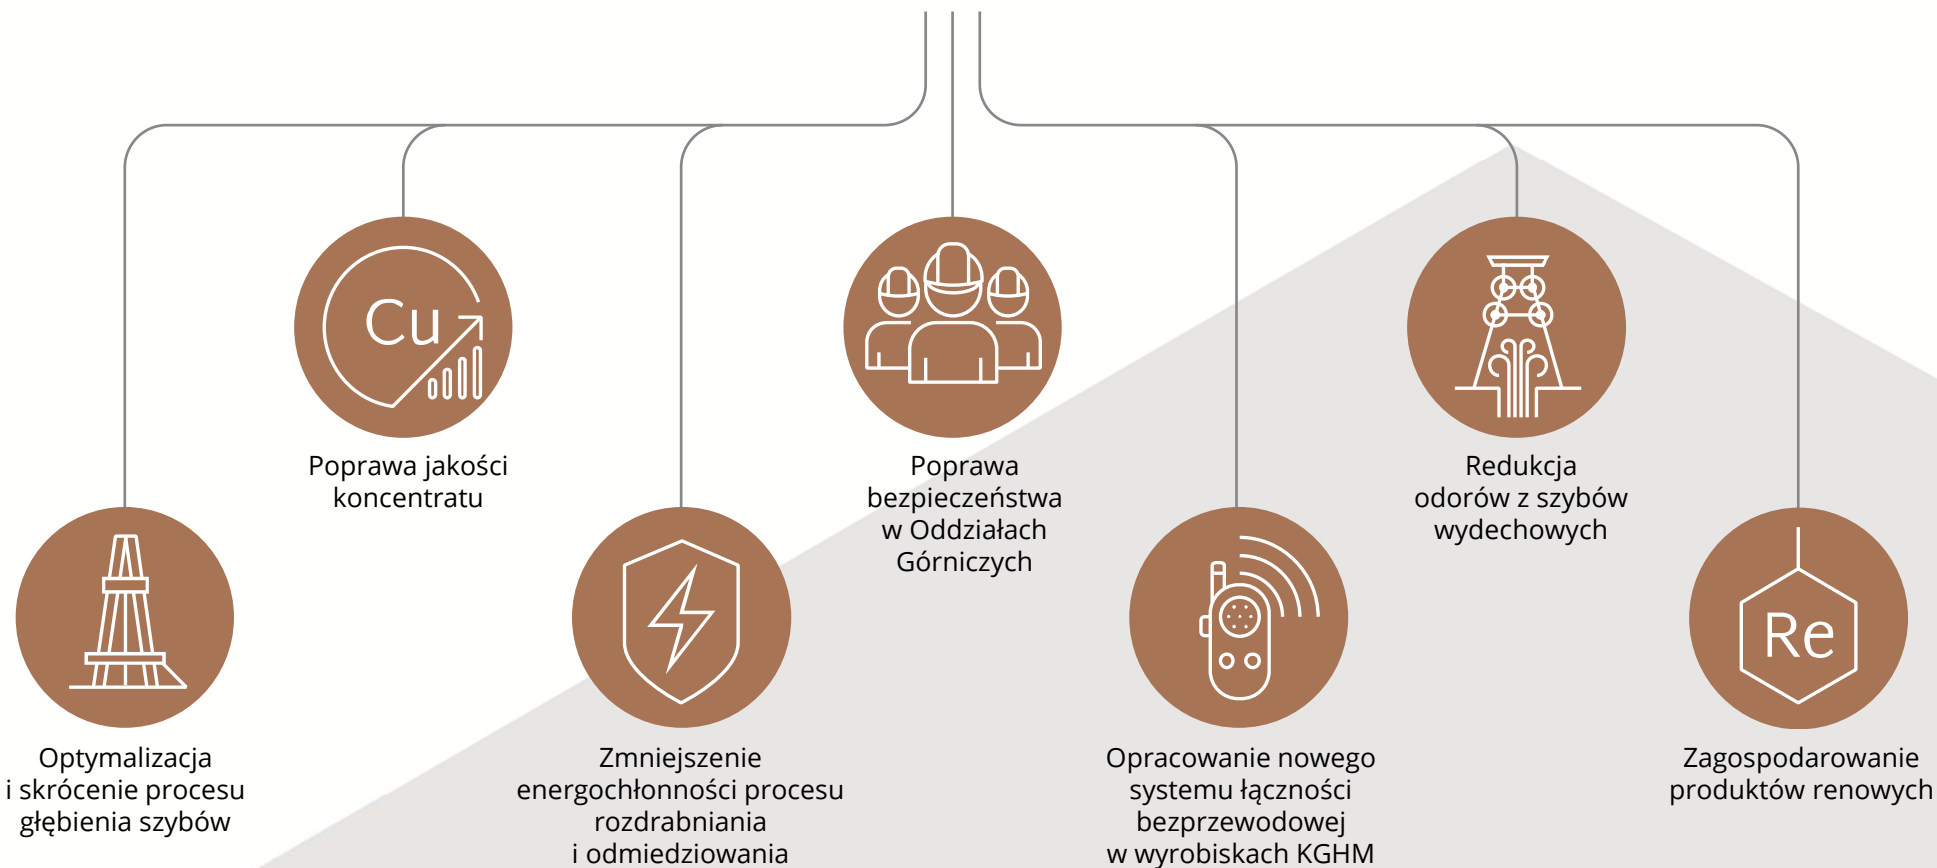 Cu
Poprawa jakości
koncentratu
Poprawa
bezpieczeństwa
w Oddziałach
Górniczych
Redukcja
odorów z szybów
wydechowych
Re
Optymalizacja
i skrócenie procesu
głębienia szybów
Zmniejszenie
energochłonności procesu
rozdrabniania
i odmiedziowania
Opracowanie nowego
systemu łączności
bezprzewodowej
w wyrobiskach KGHM
Zagospodarowanie
produktów renowych